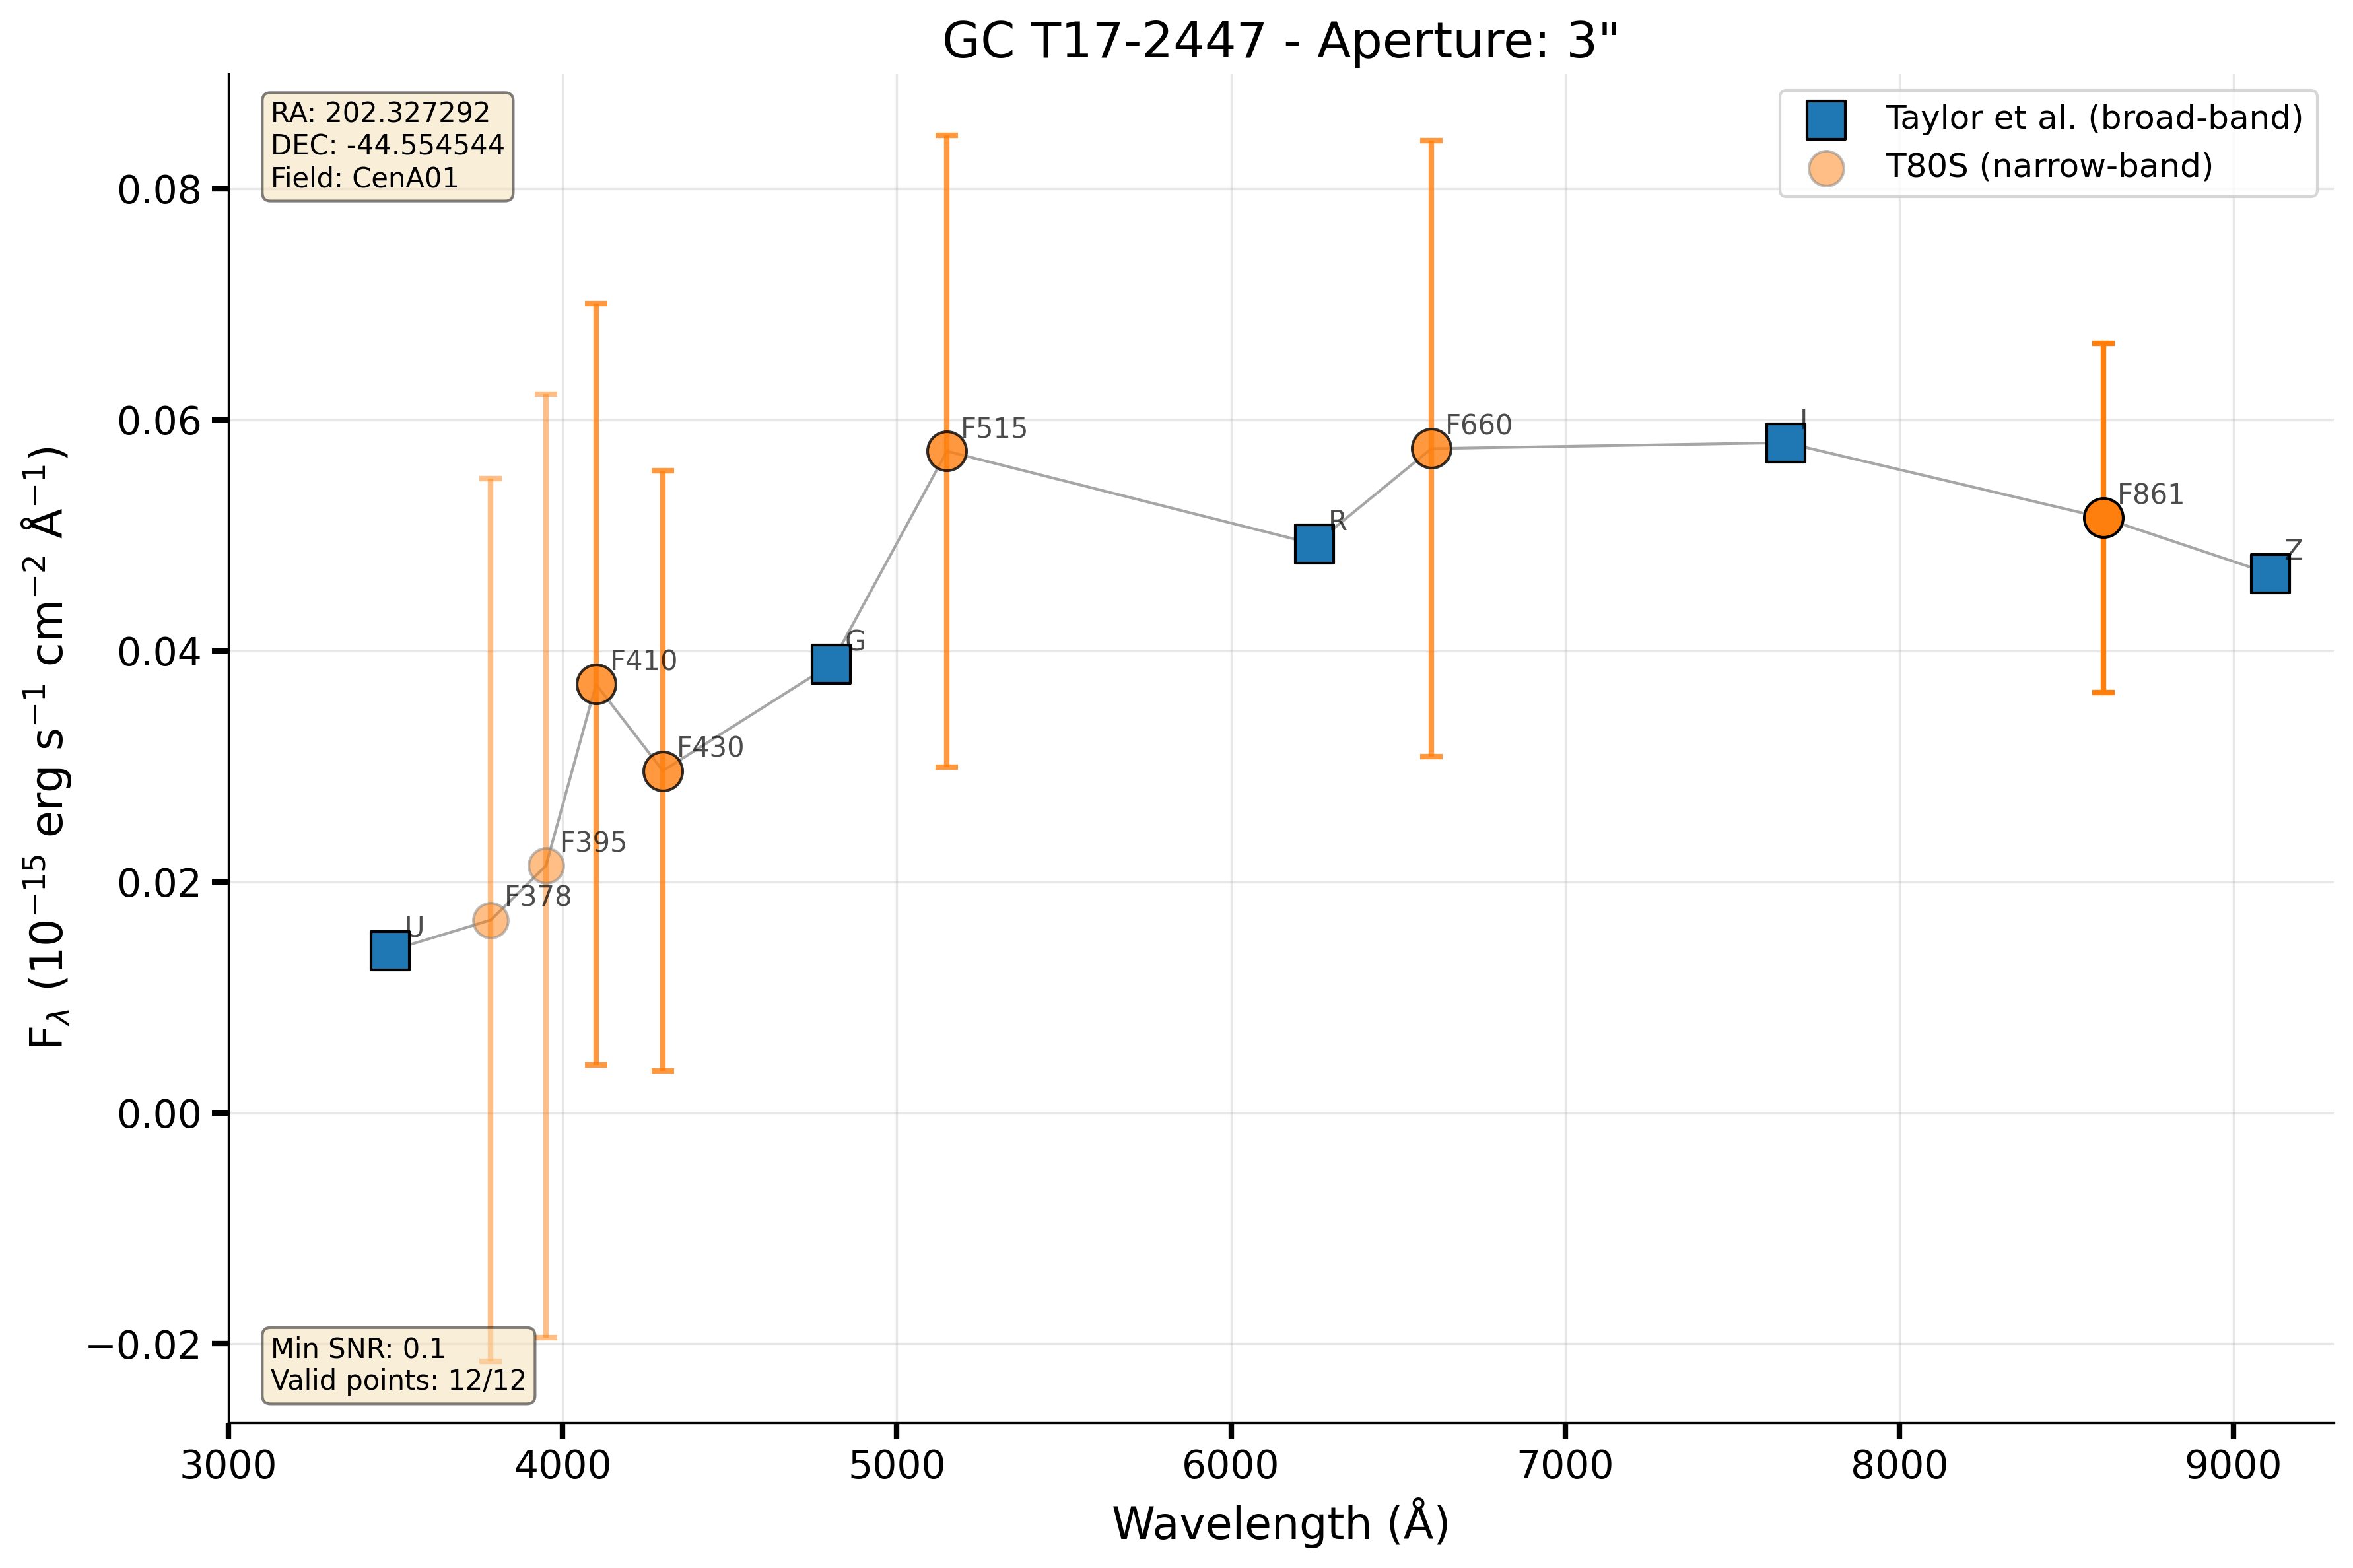 GC T17-2447 - Aperture: 3"
RA: 202.327292
DEC: -44.554544
Field: CenA01
Taylor et al. (broad-band)
T80S (narrow-band)
0.08
0.06
0.04
0.02
0.00
−0.02
F_λ (10⁻¹⁵ erg s⁻¹ cm⁻² Å⁻¹)
U
F378
F395
F410
F430
G
F515
R
F660
I
F861
Z
Min SNR: 0.1
Valid points: 12/12
3000
4000
5000
6000
7000
8000
9000
Wavelength (Å)